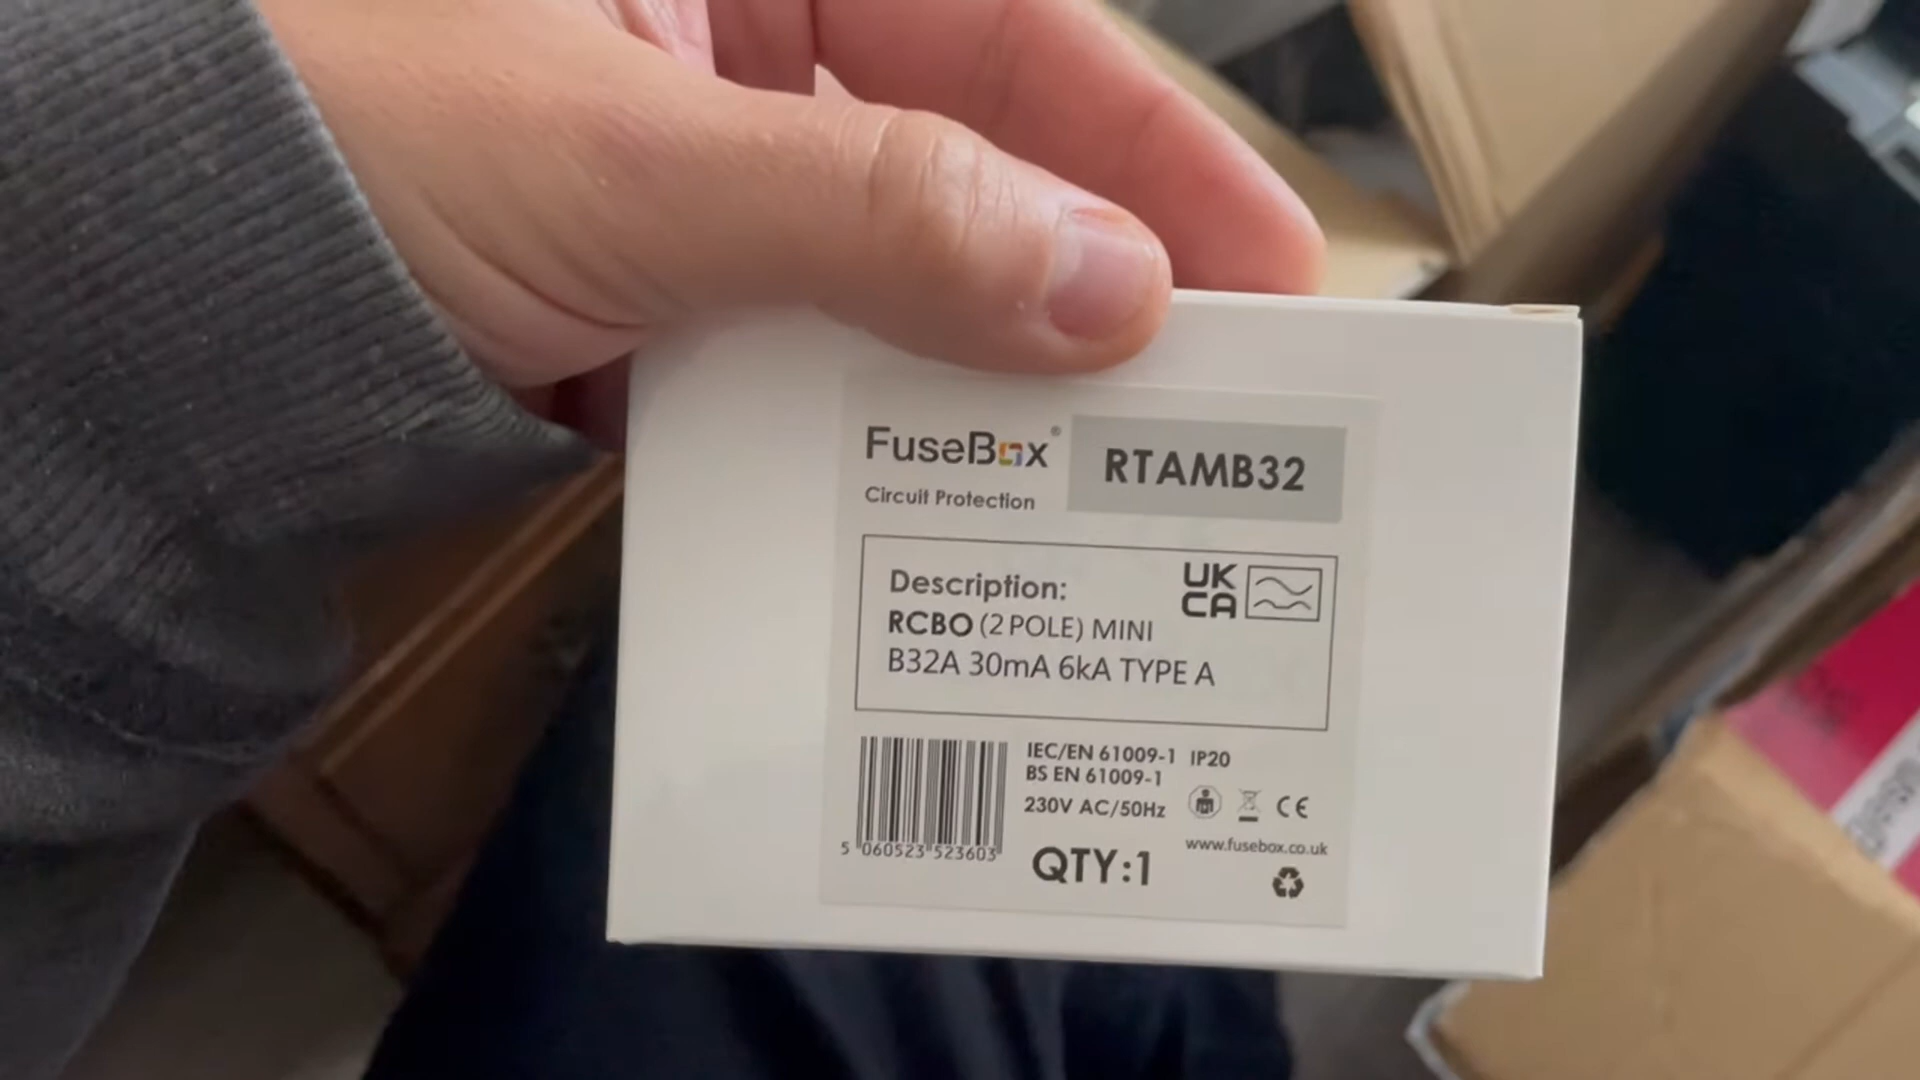 FuseBox®
RTAMB32
Circuit Protection
Description:
UK
CA
RCBO (2 POLE) MINI
B32A 30mA 6kA TYPE A
IEC/EN 61009-1 IP20
BS EN 61009-1
230V AC/50Hz
CE
5 060523 523603
QTY:1
www.fusebox.co.uk